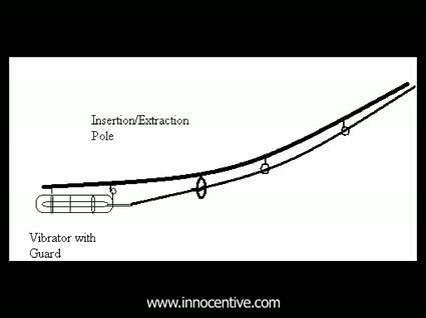 Insertion/Extraction
Pole
Vibrator with
Guard
www.innocentive.com